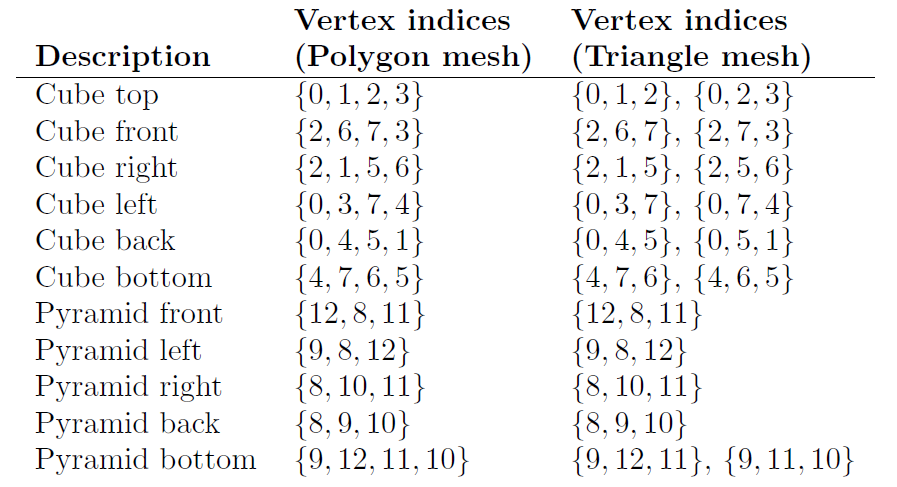 Vertex indices Vertex indices
Description (Polygon mesh) (Triangle mesh)
Cube top {0, 1, 2, 3} {0, 1, 2}, {0, 2, 3}
Cube front {2, 6, 7, 3} {2, 6, 7}, {2, 7, 3}
Cube right {2, 1, 5, 6} {2, 1, 5}, {2, 5, 6}
Cube left {0, 3, 7, 4} {0, 3, 7}, {0, 7, 4}
Cube back {0, 4, 5, 1} {0, 4, 5}, {0, 5, 1}
Cube bottom {4, 7, 6, 5} {4, 7, 6}, {4, 6, 5}
Pyramid front {12, 8, 11} {12, 8, 11}
Pyramid left {9, 8, 12} {9, 8, 12}
Pyramid right {8, 10, 11} {8, 10, 11}
Pyramid back {8, 9, 10} {8, 9, 10}
Pyramid bottom {9, 12, 11, 10} {9, 12, 11}, {9, 11, 10}